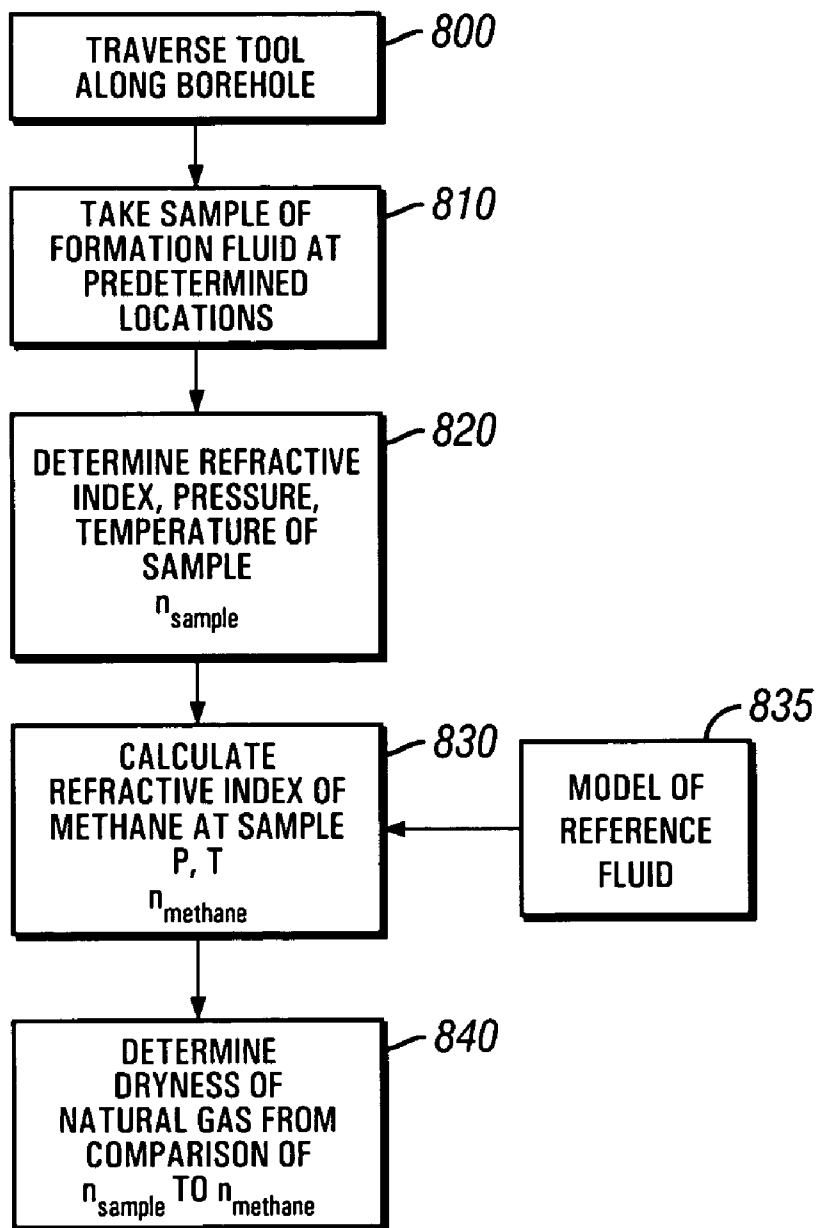 TRAVERSE TOOL
ALONG BOREHOLE
800
TAKE SAMPLE OF
FORMATION FLUID AT
PREDETERMINED
LOCATIONS
810
DETERMINE REFRACTIVE
INDEX, PRESSURE,
TEMPERATURE OF
SAMPLE
n_sample
820
CALCULATE
REFRACTIVE INDEX OF
METHANE AT SAMPLE
P, T
n_methane
830
MODEL OF
REFERENCE
FLUID
835
DETERMINE
DRYNESS OF
NATURAL GAS FROM
COMPARISON OF
n_sample TO n_methane
840